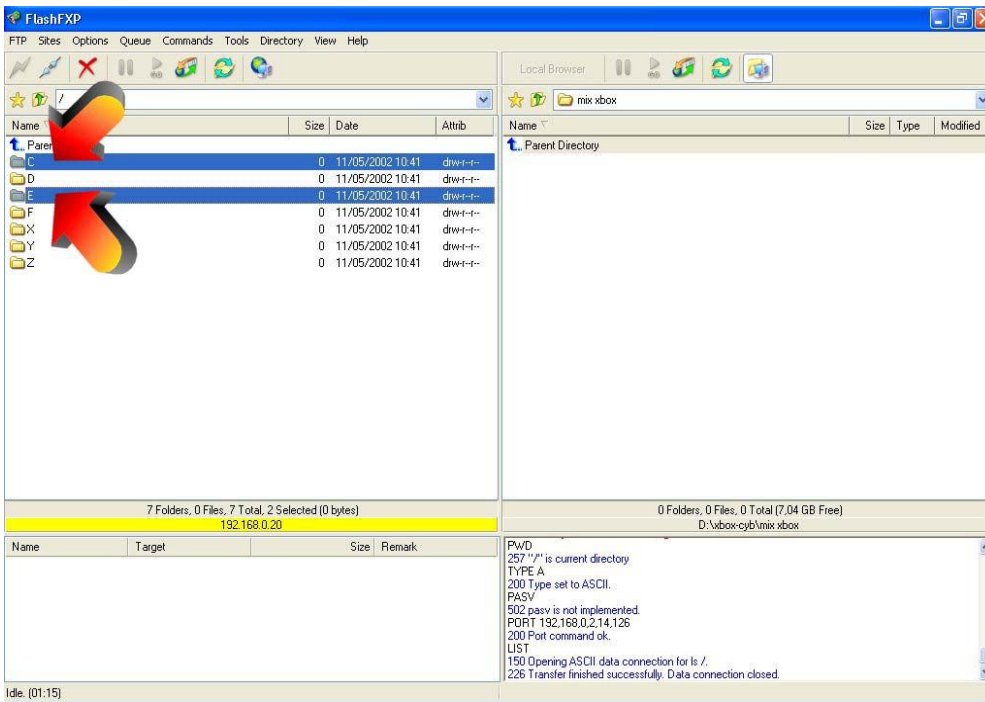 FlashFXP
FTP Sites Options Queue Commands Tools Directory View Help
Local Browser
/
mix xbox
Name Size Date Attrib
Name Size Type Modified
Parent Directory
C 0 11/05/2002 10:41 drw-r--r--
D 0 11/05/2002 10:41 drw-r--r--
E 0 11/05/2002 10:41 drw-r--r--
F 0 11/05/2002 10:41 drw-r--r--
X 0 11/05/2002 10:41 drw-r--r--
Y 0 11/05/2002 10:41 drw-r--r--
Z 0 11/05/2002 10:41 drw-r--r--
7 Folders, 0 Files, 7 Total, 2 Selected (0 bytes)
192.168.0.20
0 Folders, 0 Files, 0 Total (7,04 GB Free)
D:\xbox-cyb\mix xbox
Name Target Size Remark
PWD
257 "/" is current directory
TYPE A
200 Type set to ASCII.
PASV
502 pasv is not implemented.
PORT 192,168,0,2,14,126
200 Port command ok.
LIST
150 Opening ASCII data connection for ls /.
226 Transfer finished successfully. Data connection closed.
Idle. (01:15)